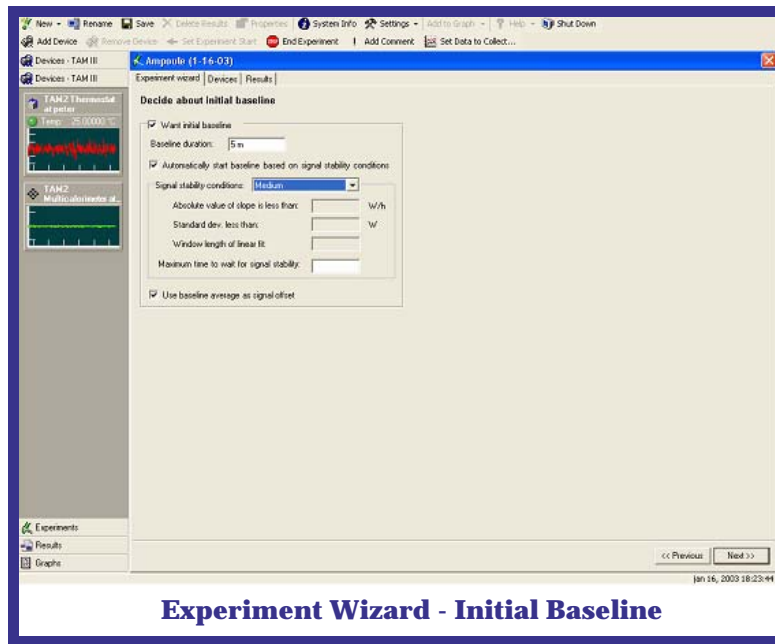 New Rename Save Delete Results Properties System Info Settings Add to Graph Help Shut Down
Add Device Remove Device Set Experiment Start End Experiment Add Comment Set Data to Collect...
Devices - TAM III
Ampoule (1-16-03)
Devices - TAM III
Experiment wizard Devices Results
TAM2 Thermostat at peter
Temp 25.00000 °C
TAM2 Multicalorimeter at..
Decide about initial baseline
Want initial baseline
Baseline duration: 5 m
Automatically start baseline based on signal stability conditions
Signal stability conditions: Medium
Absolute value of slope is less than: W/h
Standard dev. less than: W
Window length of linear fit
Maximum time to wait for signal stability:
Use baseline average as signal offset
Experiments
Results
Graphs
<< Previous Next >>
jan 16, 2003 18:23:44
Experiment Wizard - Initial Baseline